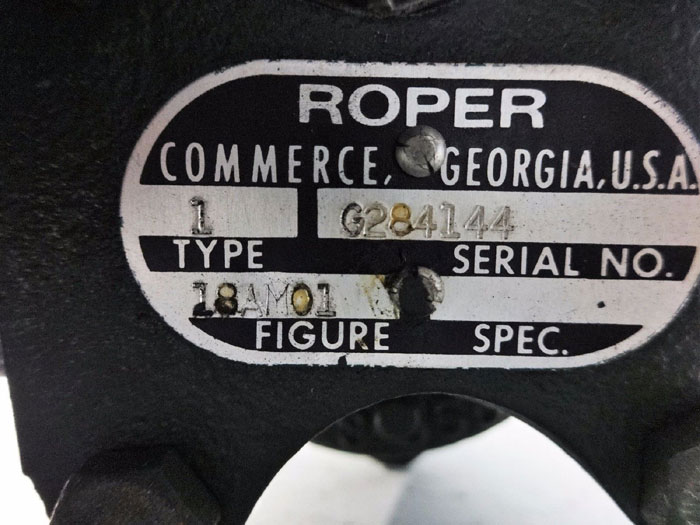 ROPER
COMMERCE, GEORGIA, U.S.A.
1 G284144
TYPE SERIAL NO.
18AM01
FIGURE SPEC.